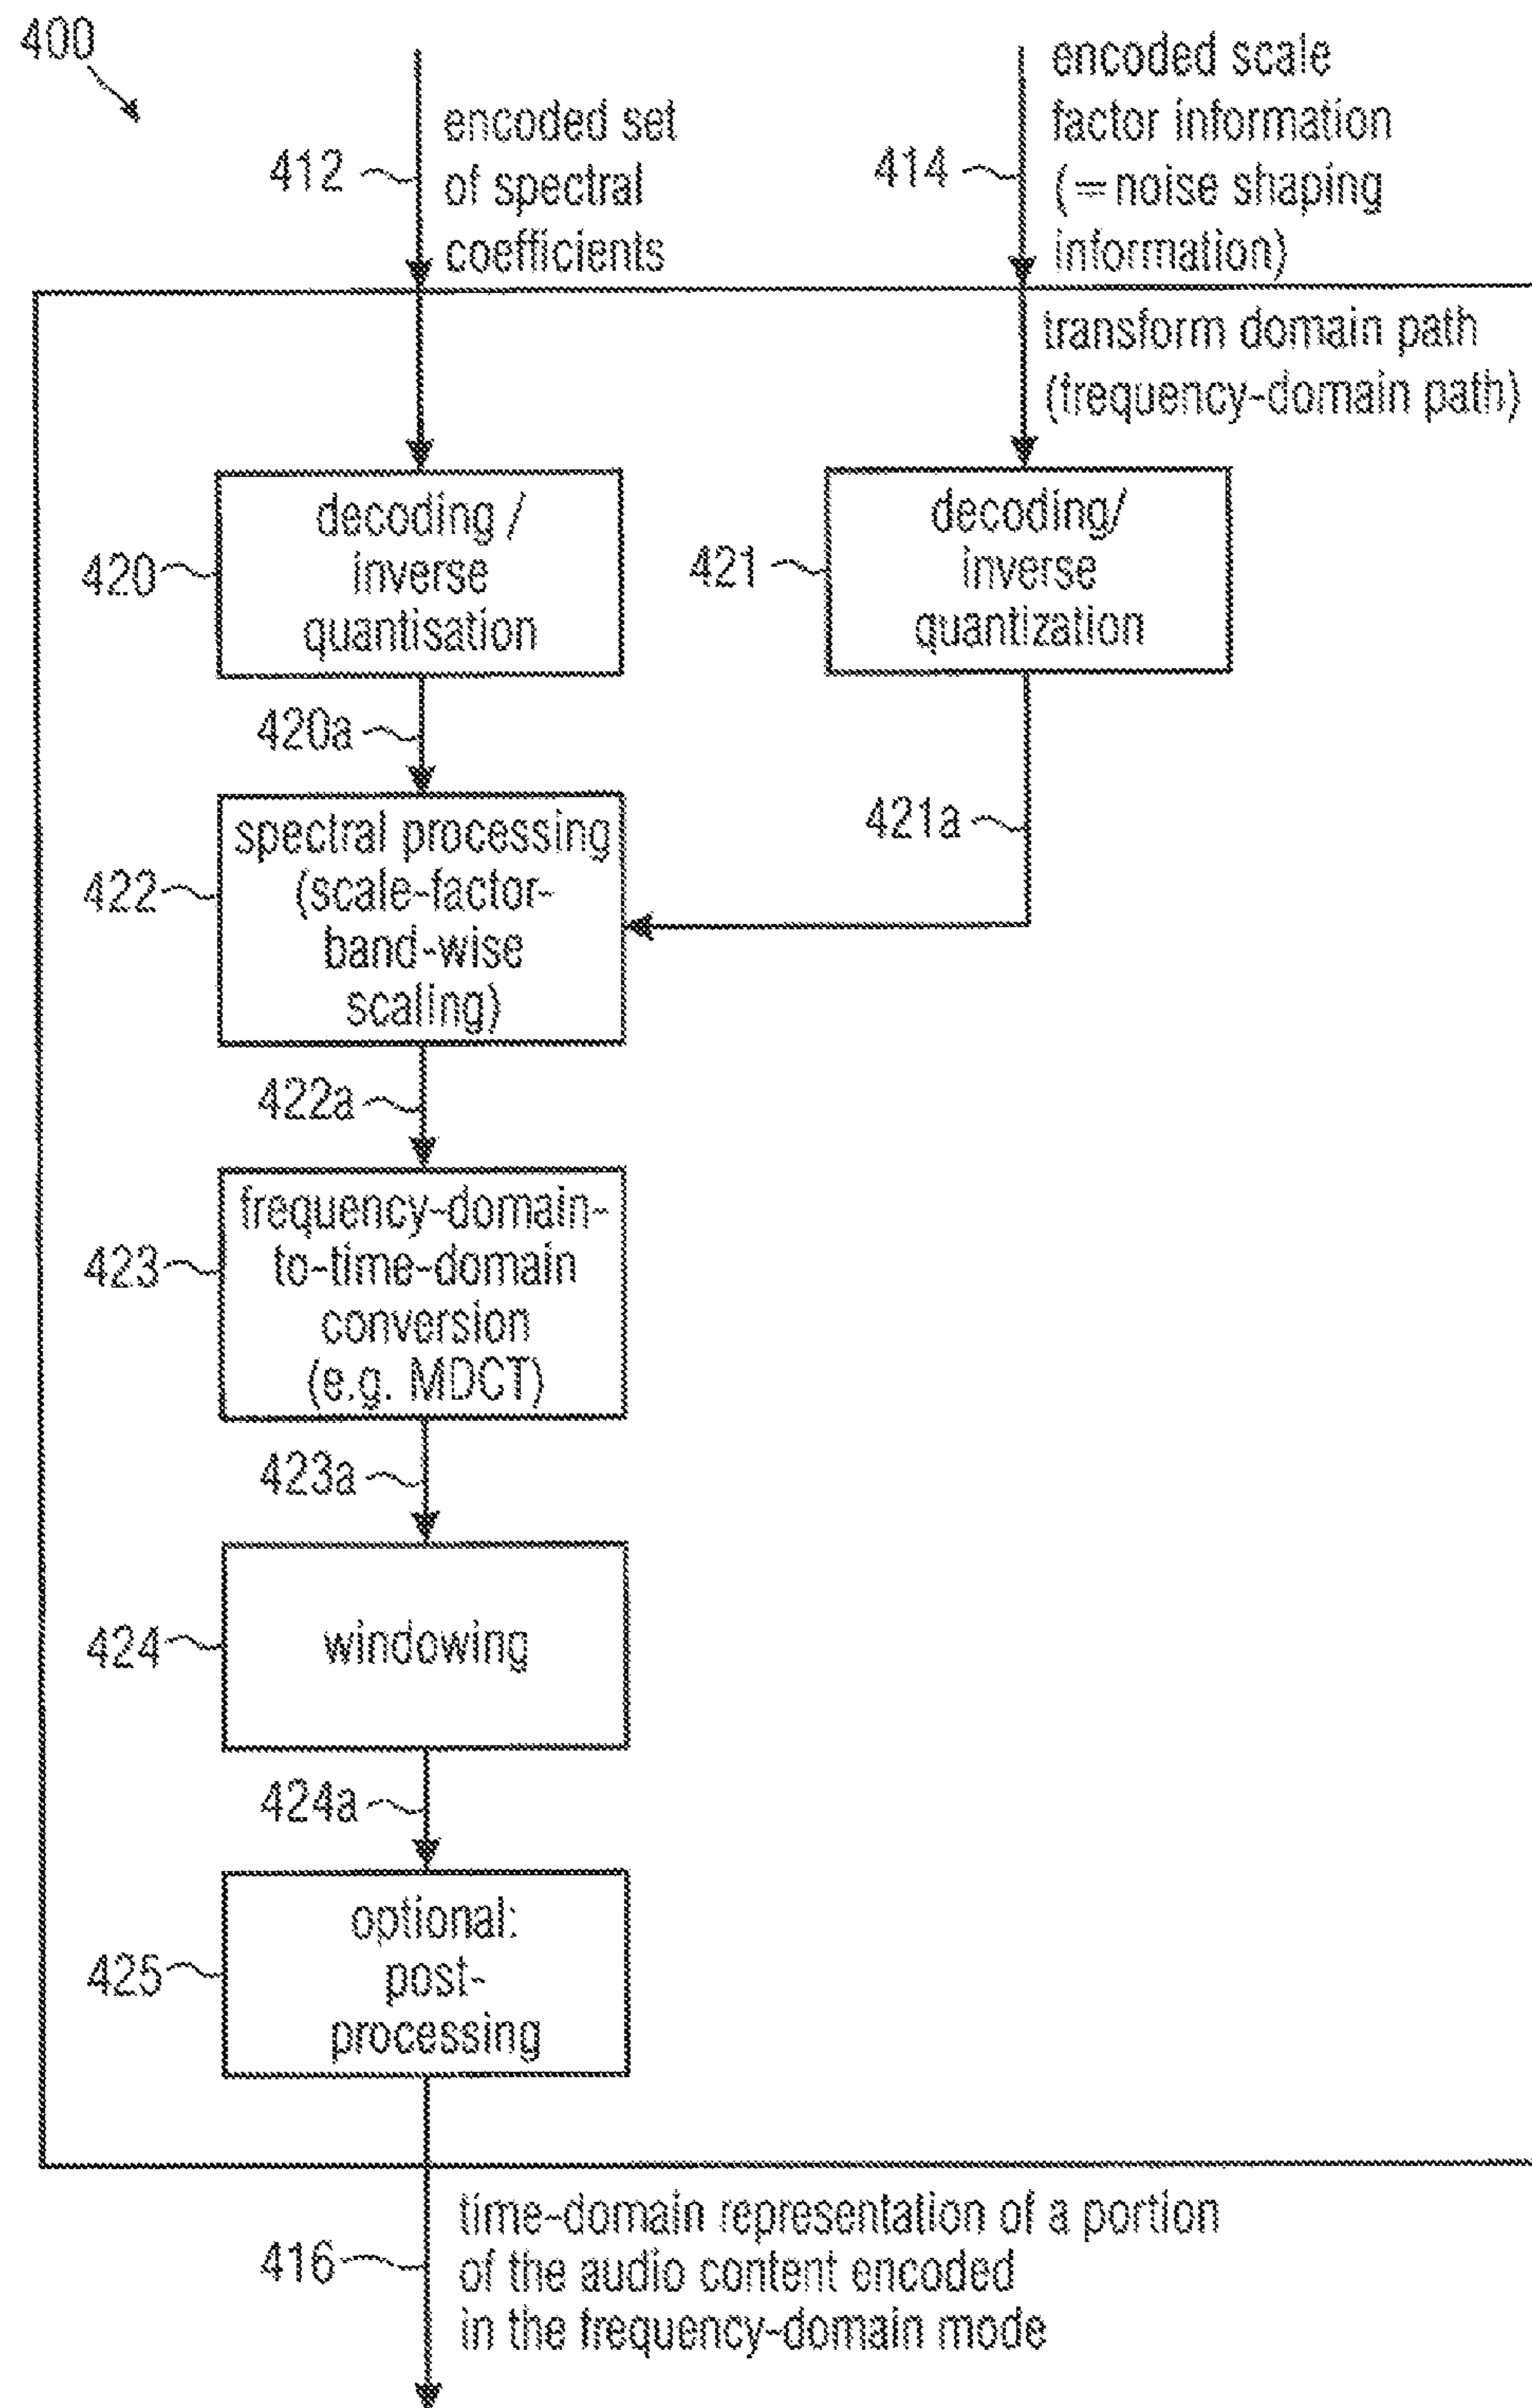 400
412
encoded set
of spectral
coefficients
414
encoded scale
factor information
(=noise shaping
information)
transform domain path
(frequency-domain path)
420
decoding /
inverse
quantisation
421
decoding/
inverse
quantization
420a
421a
422
spectral processing
(scale-factor-
band-wise
scaling)
422a
423
frequency-domain-
to-time-domain
conversion
(e.g. MDCT)
423a
424
windowing
424a
425
optional:
post-
processing
416
time-domain representation of a portion
of the audio content encoded
in the frequency-domain mode